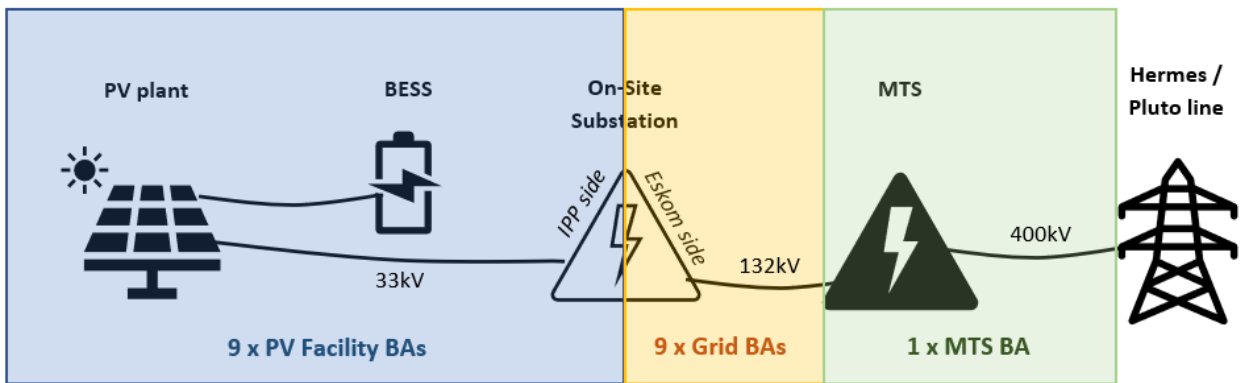 PV plant
BESS
On-Site
Substation
MTS
Hermes /
Pluto line
IPP side
Eskom side
33kV
132kV
400kV
9 x PV Facility BAs
9 x Grid BAs
1 x MTS BA